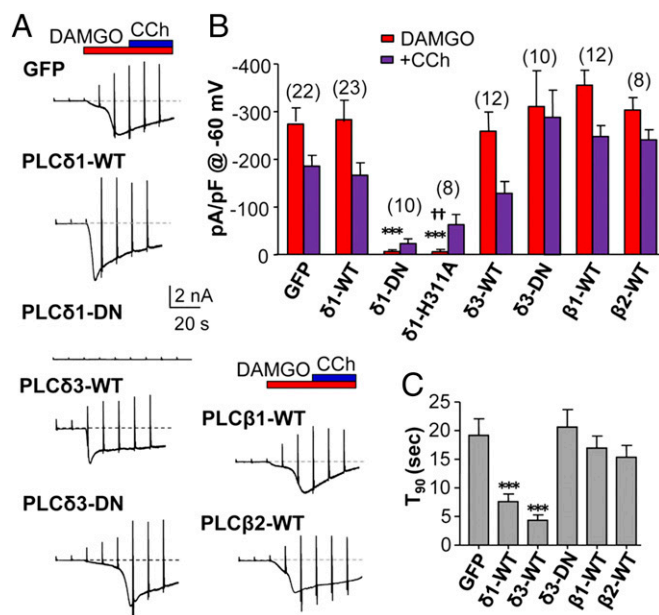 A
DAMGO CCh
GFP
PLCδ1-WT
PLCδ1-DN
2 nA
20 s
PLCδ3-WT
PLCδ3-DN
DAMGO CCh
PLCβ1-WT
PLCβ2-WT
B
DAMGO
+CCh
pA/pF @ -60 mV
-400
-300
-200
-100
0
(22) (23) (10) (8) (12) (10) (12) (8)
*** *** ††
GFP δ1-WT δ1-DN δ1-H311A δ3-WT δ3-DN β1-WT β2-WT
C
T90 (sec)
25
20
15
10
5
0
*** ***
GFP δ1-WT δ3-WT δ3-DN β1-WT β2-WT